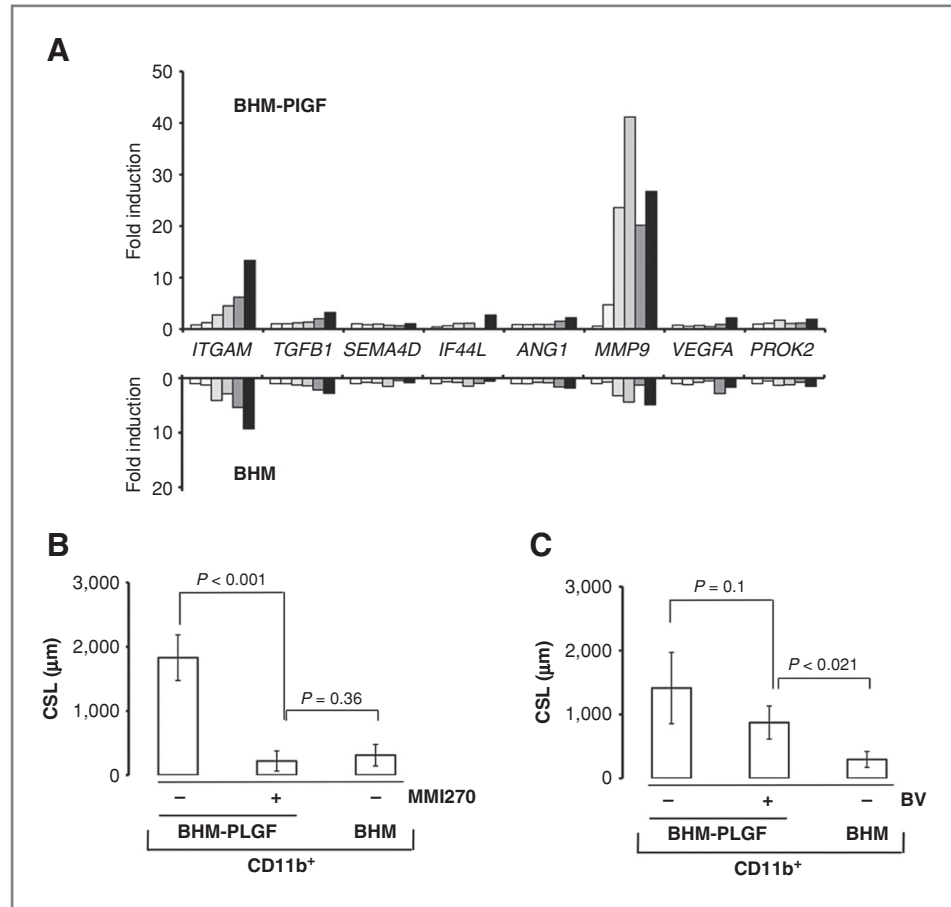 A
50
BHM-PlGF
40
30
20
10
0
Fold induction
ITGAM TGFB1 SEMA4D IF44L ANG1 MMP9 VEGFA PROK2
0
10
20
Fold induction
BHM
B
3,000
2,000
1,000
0
CSL (µm)
P < 0.001
P = 0.36
– + – MMI270
BHM-PLGF BHM
CD11b+
C
3,000
2,000
1,000
0
CSL (µm)
P = 0.1
P < 0.021
– + – BV
BHM-PLGF BHM
CD11b+